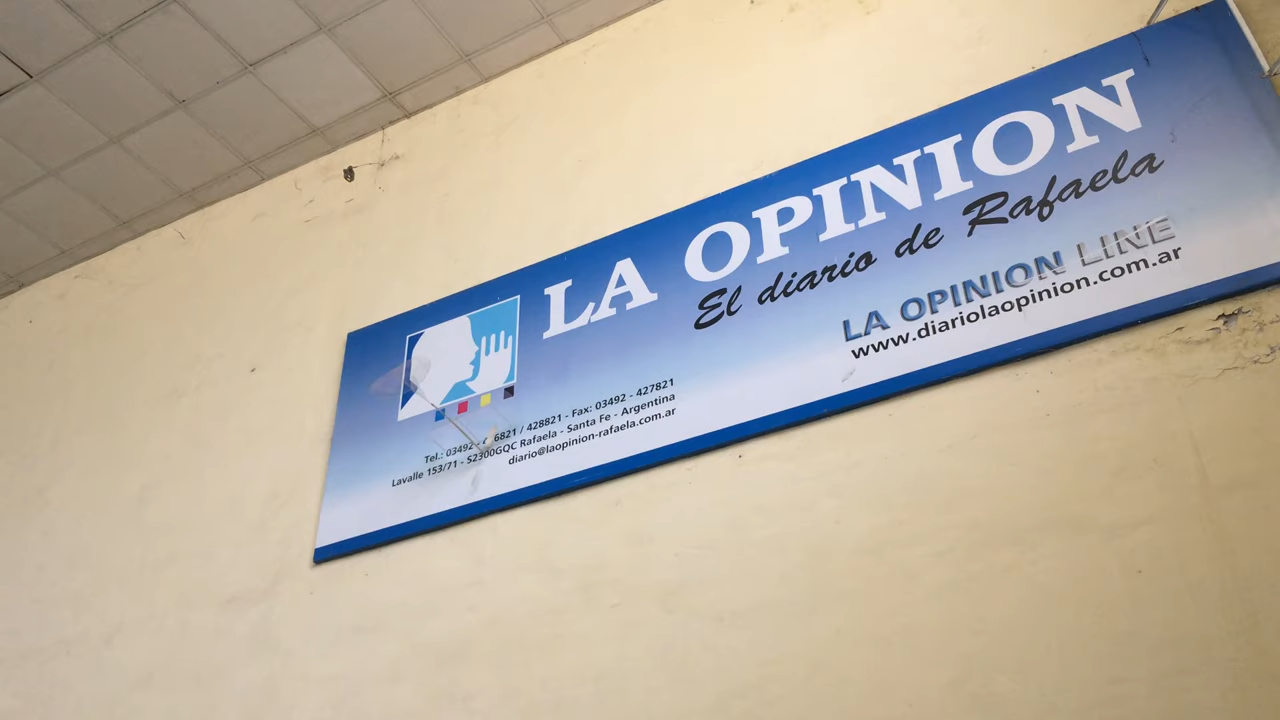 LA OPINION
El diario de Rafaela
LA OPINION LINE
www.diariolaopinion.com.ar
Tel.: 03492 - 6821 / 428821 - Fax: 03492 - 427821
Lavalle 153/71 - S2300GQC Rafaela - Santa Fe - Argentina
diario@laopinion-rafaela.com.ar